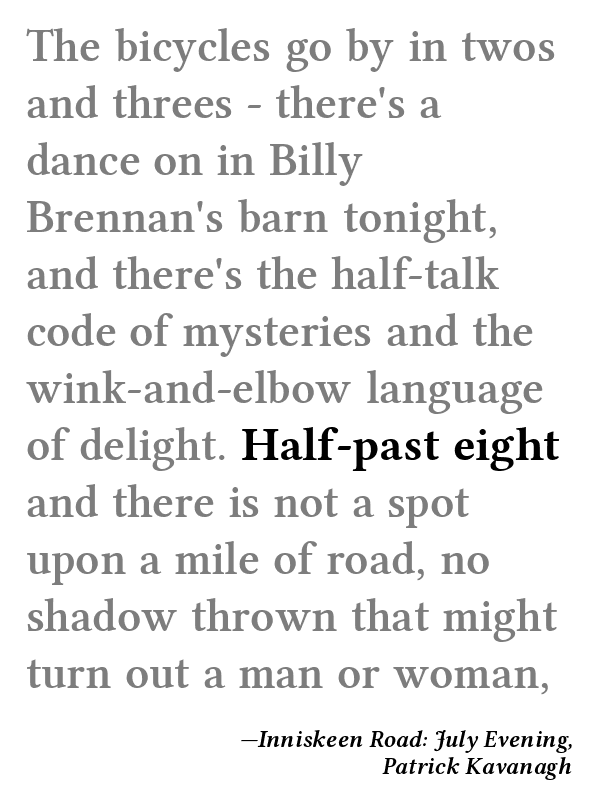 The bicycles go by in twos
and threes - there's a
dance on in Billy
Brennan's barn tonight,
and there's the half-talk
code of mysteries and the
wink-and-elbow language
of delight. Half-past eight
and there is not a spot
upon a mile of road, no
shadow thrown that might
turn out a man or woman,
—Inniskeen Road: July Evening,
Patrick Kavanagh